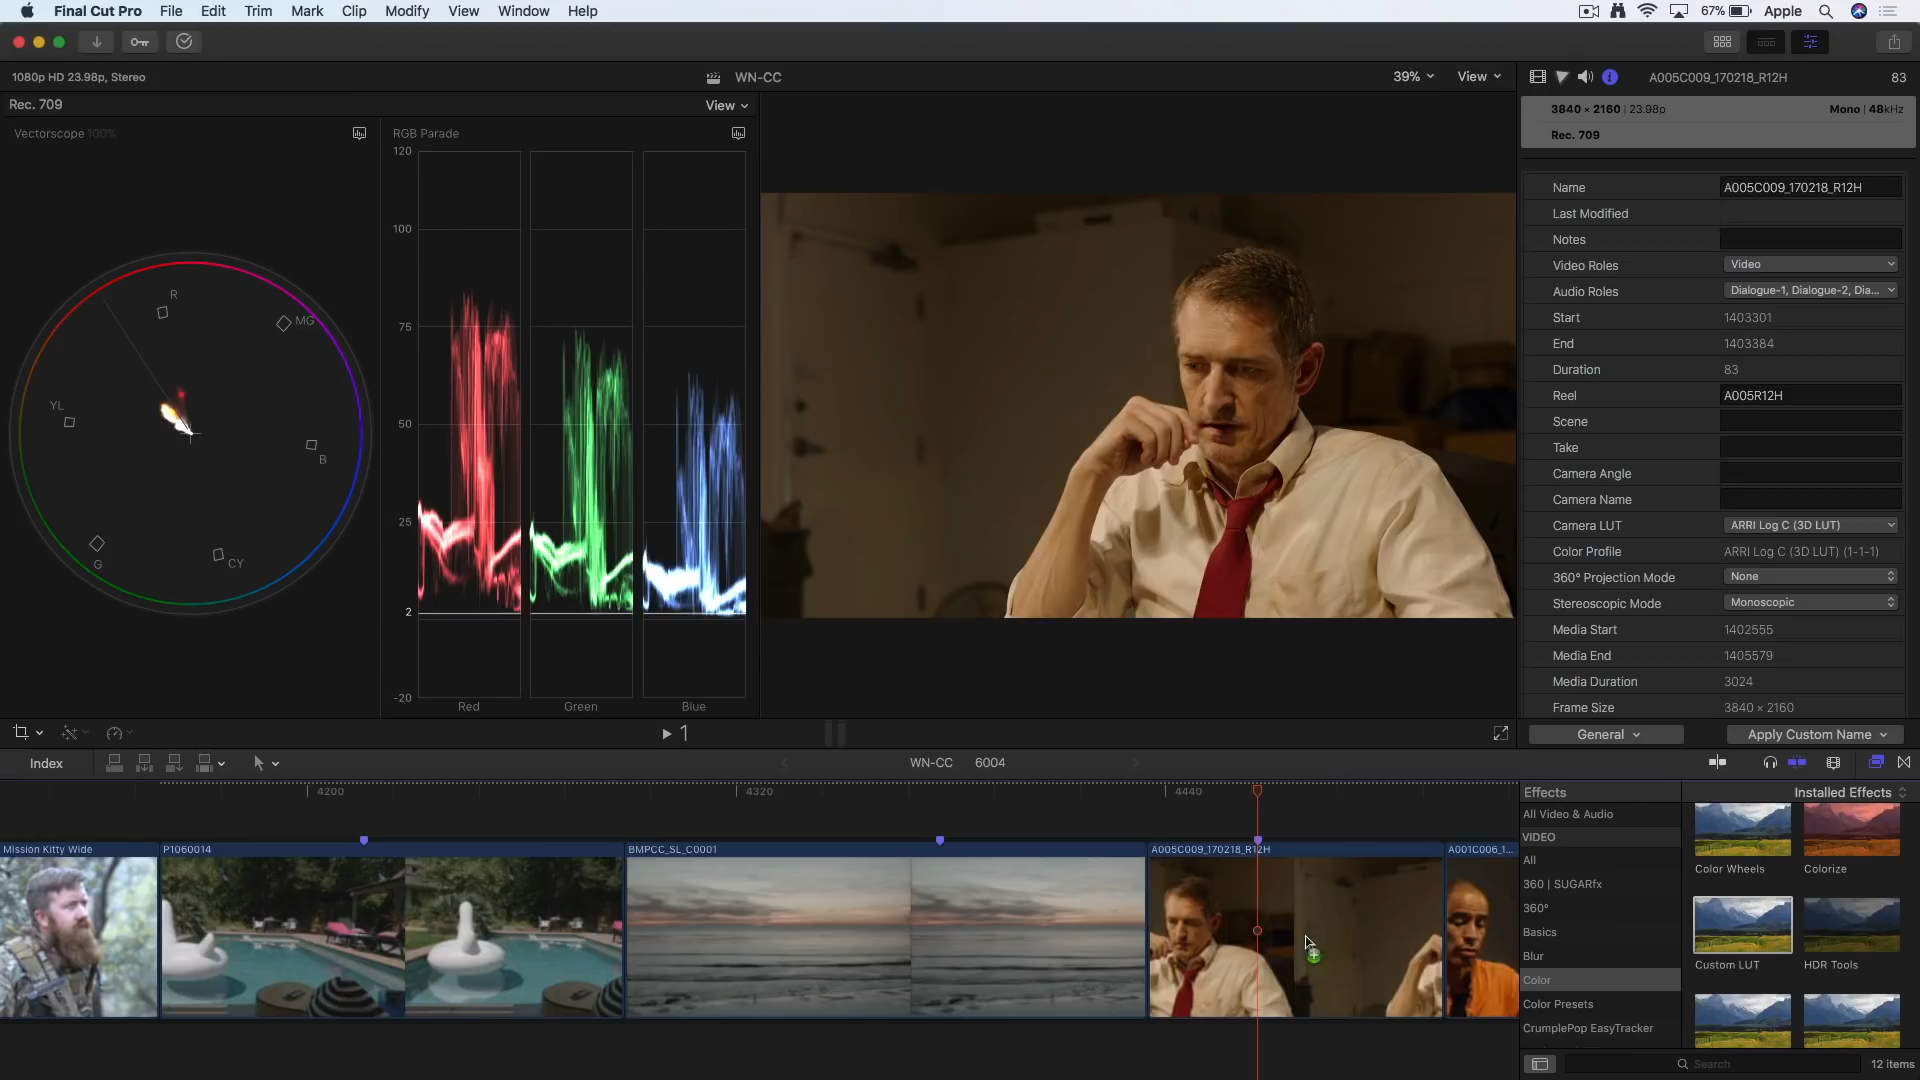 Final Cut Pro File Edit Trim Mark Clip Modify View Window Help 67% Apple
1080p HD 23.98p, Stereo WN-CC 39% View A005C009_170218_R12H 83
Rec. 709 View
3840 × 2160 | 23.98p Mono | 48kHz
Rec. 709
Vectorscope 100%
RGB Parade
120
100
75
50
25
2
-20
Red Green Blue
R
MG
YL
B
G
CY
Name A005C009_170218_R12H
Last Modified
Notes
Video Roles Video
Audio Roles Dialogue-1, Dialogue-2, Dia...
Start 1403301
End 1403384
Duration 83
Reel A005R12H
Scene
Take
Camera Angle
Camera Name
Camera LUT ARRI Log C (3D LUT)
Color Profile ARRI Log C (3D LUT) (1-1-1)
360° Projection Mode None
Stereoscopic Mode Monoscopic
Media Start 1402555
Media End 1405579
Media Duration 3024
Frame Size 3840 × 2160
1
General Apply Custom Name
Index WN-CC 6004
4200 4320 4440
Mission Kitty Wide P1060014 BMPCC_SL_C0001 A005C009_170218_R12H A001C006_1...
Effects Installed Effects
All Video & Audio
VIDEO
All
360 | SUGARfx
360°
Basics
Blur
Color
Color Presets
CrumplePop EasyTracker
Color Wheels Colorize
Custom LUT HDR Tools
Search 12 items